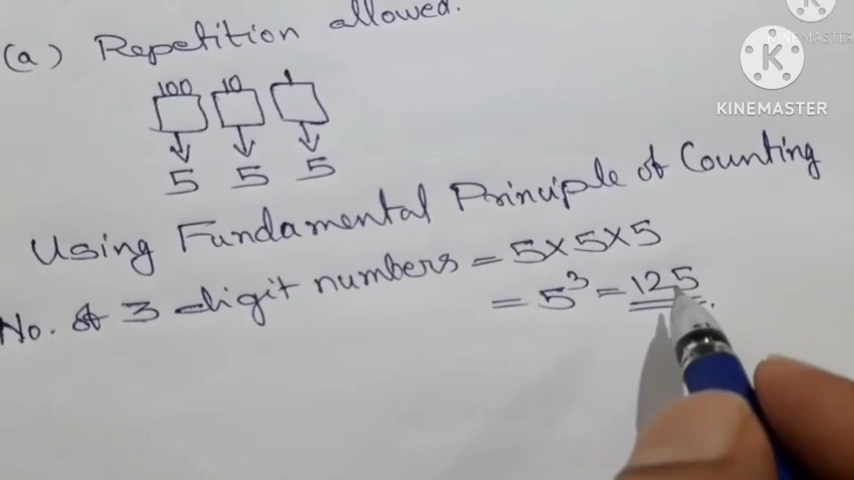 (a) Repetition allowed.
100 10 1
5 5 5
Using Fundamental Principle of Counting
No. of 3-digit numbers = 5×5×5
= 5³ = 125.
KINEMASTER
KINEMASTER